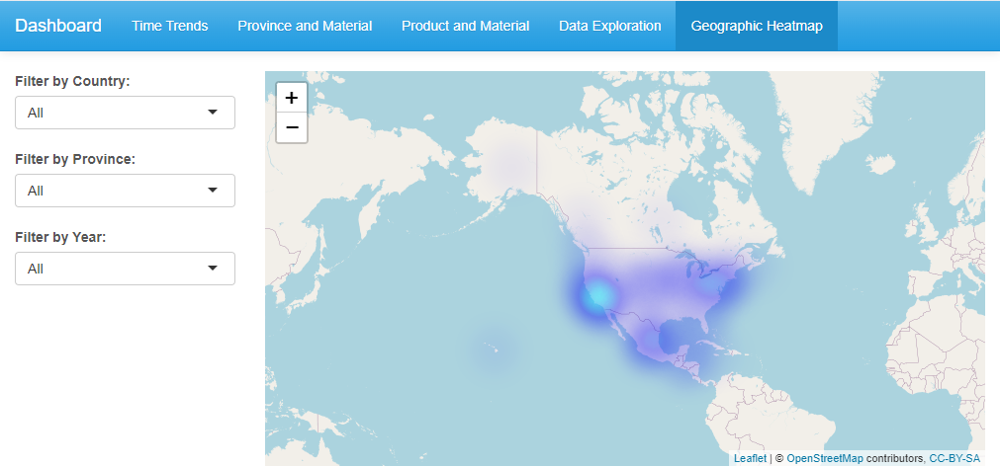 Dashboard Time Trends Province and Material Product and Material Data Exploration Geographic Heatmap
Filter by Country:
All
Filter by Province:
All
Filter by Year:
All
+
−
Leaflet | © OpenStreetMap contributors, CC-BY-SA